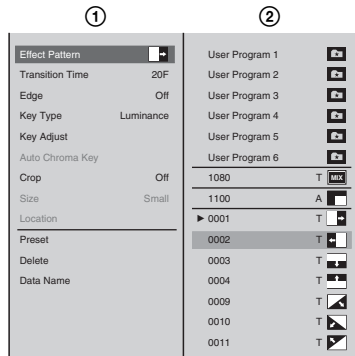 ① ②
Effect Pattern
Transition Time 20F
Edge Off
Key Type Luminance
Key Adjust
Auto Chroma Key
Crop Off
Size Small
Location
Preset
Delete
Data Name
User Program 1
User Program 2
User Program 3
User Program 4
User Program 5
User Program 6
1080 T MIX
1100 A
0001 T
0002 T
0003 T
0004 T
0009 T
0010 T
0011 T